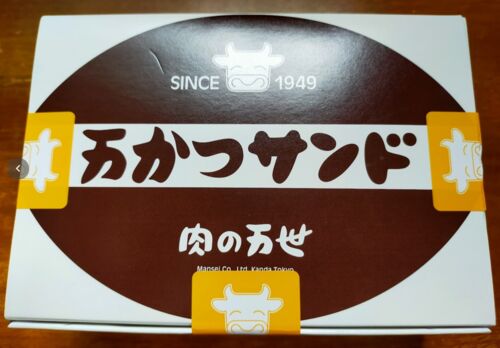 SINCE 1949
万かつサンド
肉の万世
Mansei Co., Ltd. Kanda Tokyo